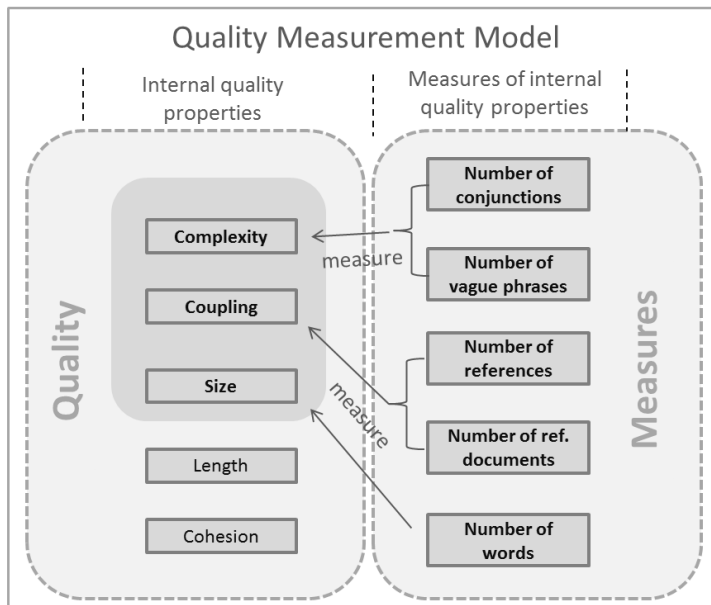 Quality Measurement Model
Internal quality
properties
Measures of internal
quality properties
Quality
Complexity
Coupling
Size
Length
Cohesion
measure
measure
Number of
conjunctions
Number of
vague phrases
Number of
references
Number of ref.
documents
Number of
words
Measures